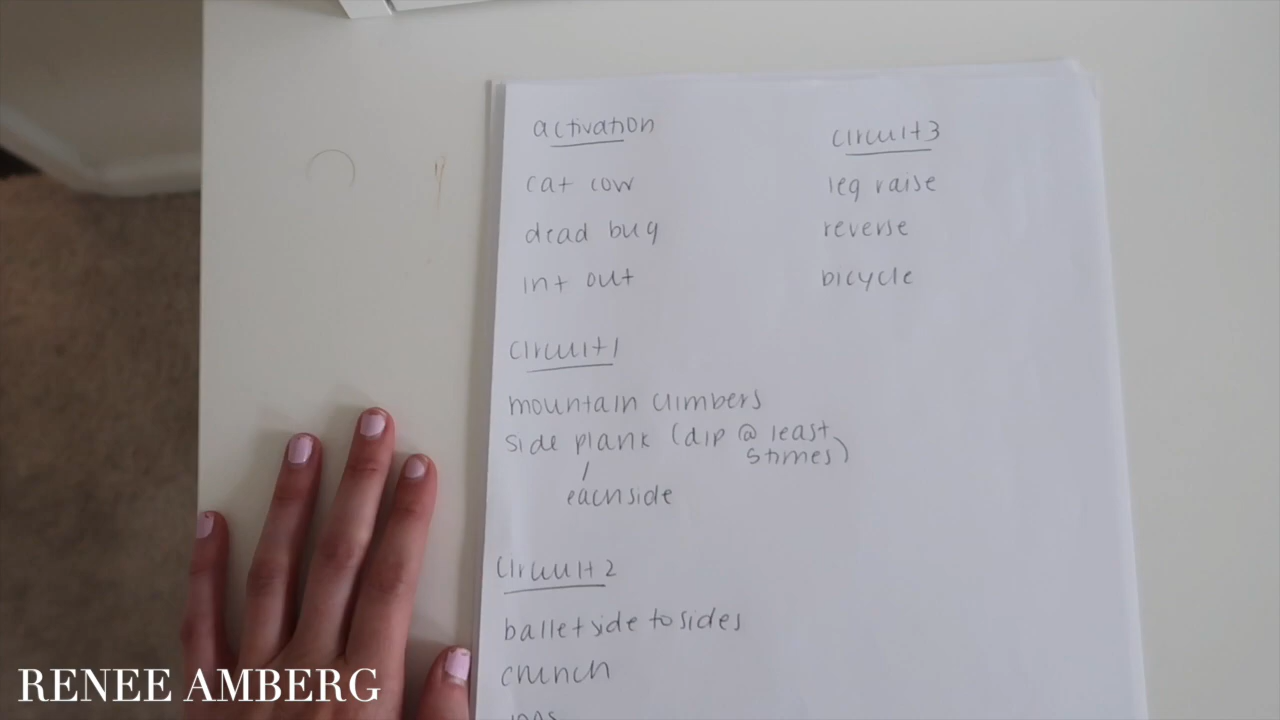 activation
cat cow
dead bug
in + out
circuit 1
mountain climbers
side plank (dip @ least
5 times)
each side
circuit 2
ballet side to sides
crunch
circuit 3
leg raise
reverse
bicycle
RENEE AMBERG